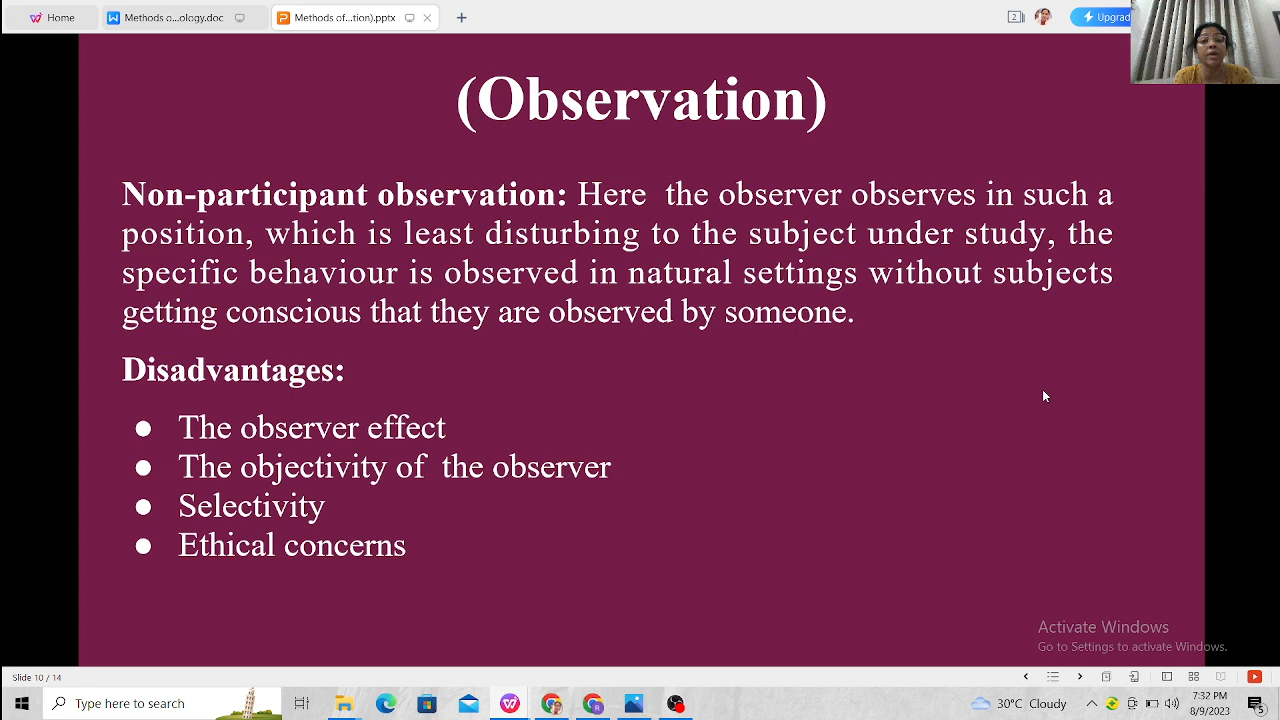 Home
Methods o...ology.doc
Methods of...tion).pptx
2
Upgrad
(Observation)
Non-participant observation: Here the observer observes in such a
position, which is least disturbing to the subject under study, the
specific behaviour is observed in natural settings without subjects
getting conscious that they are observed by someone.
Disadvantages:
● The observer effect
● The objectivity of the observer
● Selectivity
● Ethical concerns
Activate Windows
Go to Settings to activate Windows.
Slide 10 / 14
Type here to search
30°C Cloudy
7:32 PM
8/9/2023
5